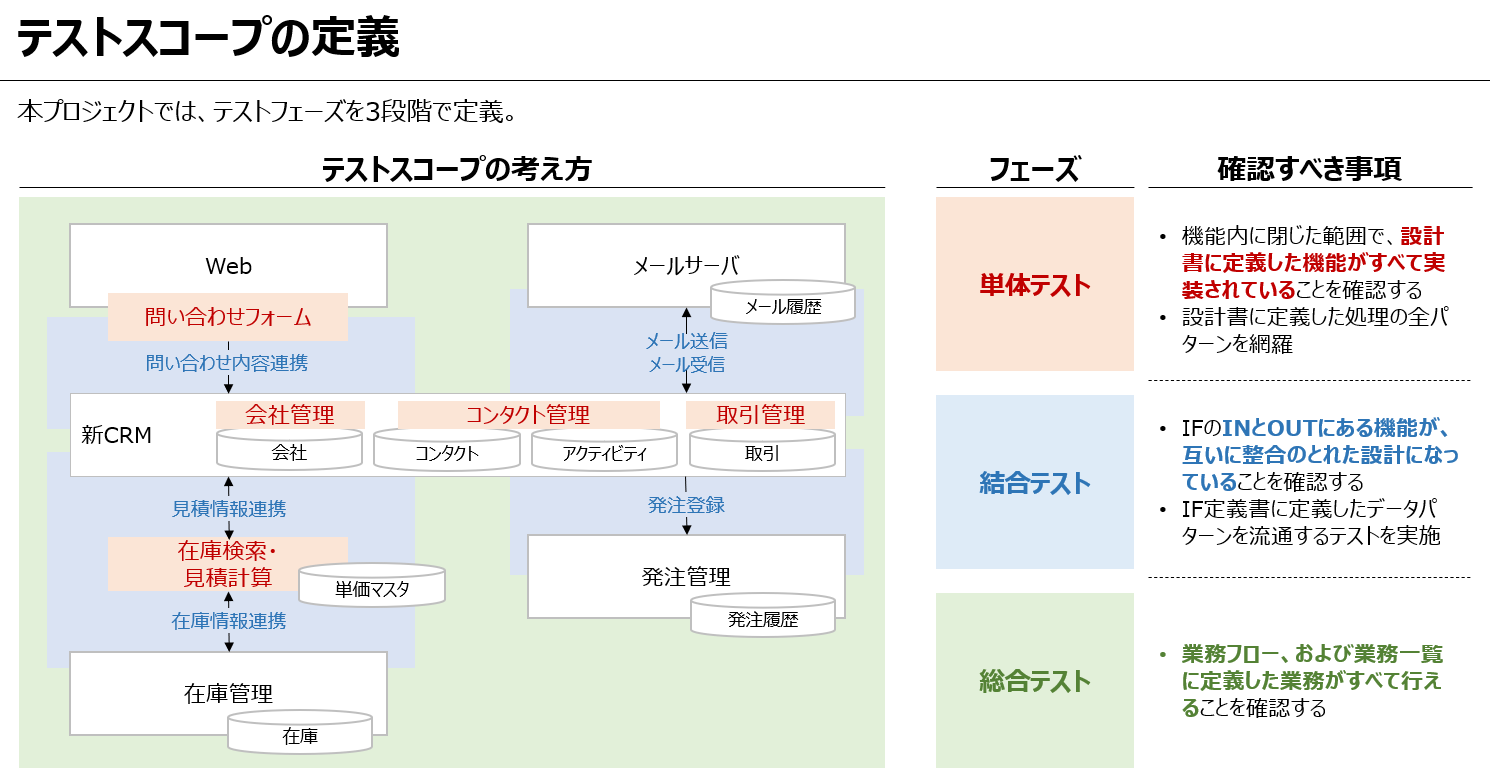 テストスコープの定義
本プロジェクトでは、テストフェーズを3段階で定義。
テストスコープの考え方
Web
問い合わせフォーム
問い合わせ内容連携
メールサーバ
メール履歴
メール送信
メール受信
新CRM
会社管理
会社
コンタクト管理
コンタクト
アクティビティ
取引管理
取引
見積情報連携
在庫検索・
見積計算
単価マスタ
在庫情報連携
在庫管理
在庫
発注登録
発注管理
発注履歴
フェーズ
確認すべき事項
単体テスト
• 機能内に閉じた範囲で、設計
書に定義した機能がすべて実
装されていることを確認する
• 設計書に定義した処理の全パ
ターンを網羅
結合テスト
• IFのINとOUTにある機能が、
互いに整合のとれた設計になっ
ていることを確認する
• IF定義書に定義したデータパ
ターンを流通するテストを実施
総合テスト
• 業務フロー、および業務一覧
に定義した業務がすべて行え
ることを確認する